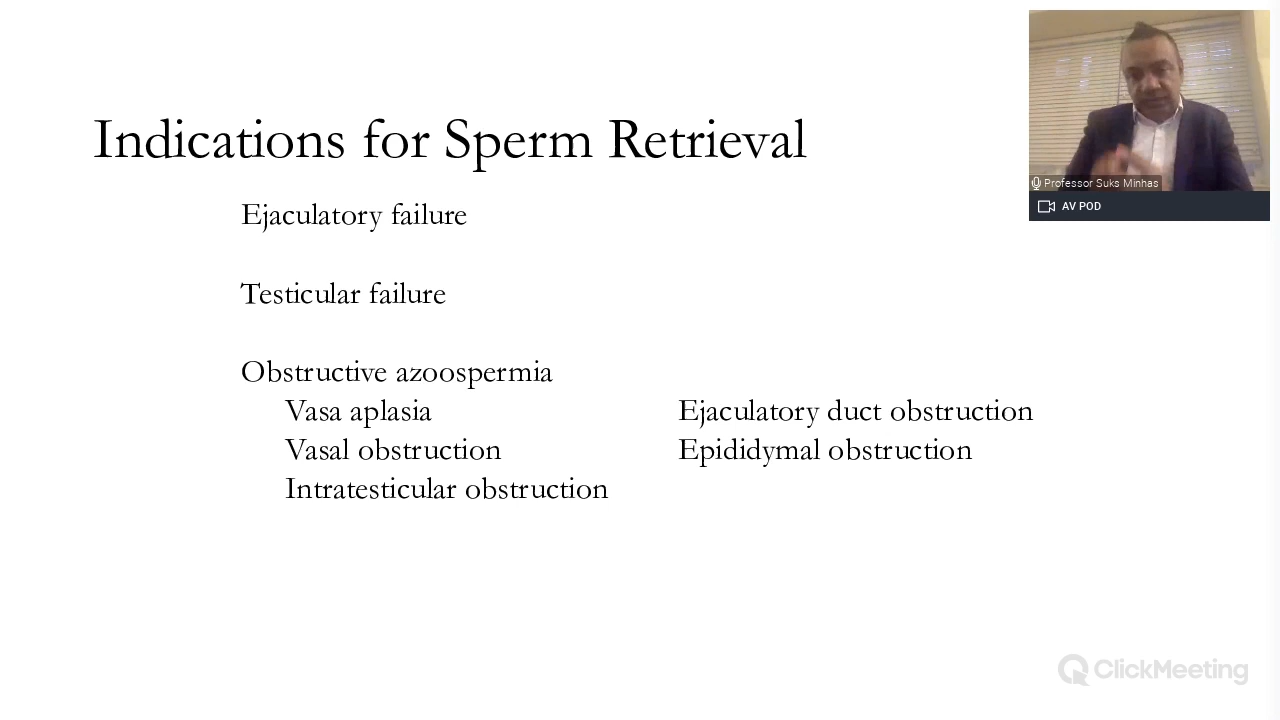 Indications for Sperm Retrieval
Ejaculatory failure
Testicular failure
Obstructive azoospermia
Vasa aplasia
Ejaculatory duct obstruction
Vasal obstruction
Epididymal obstruction
Intratesticular obstruction
Professor Suks Minhas
AV POD
ClickMeeting